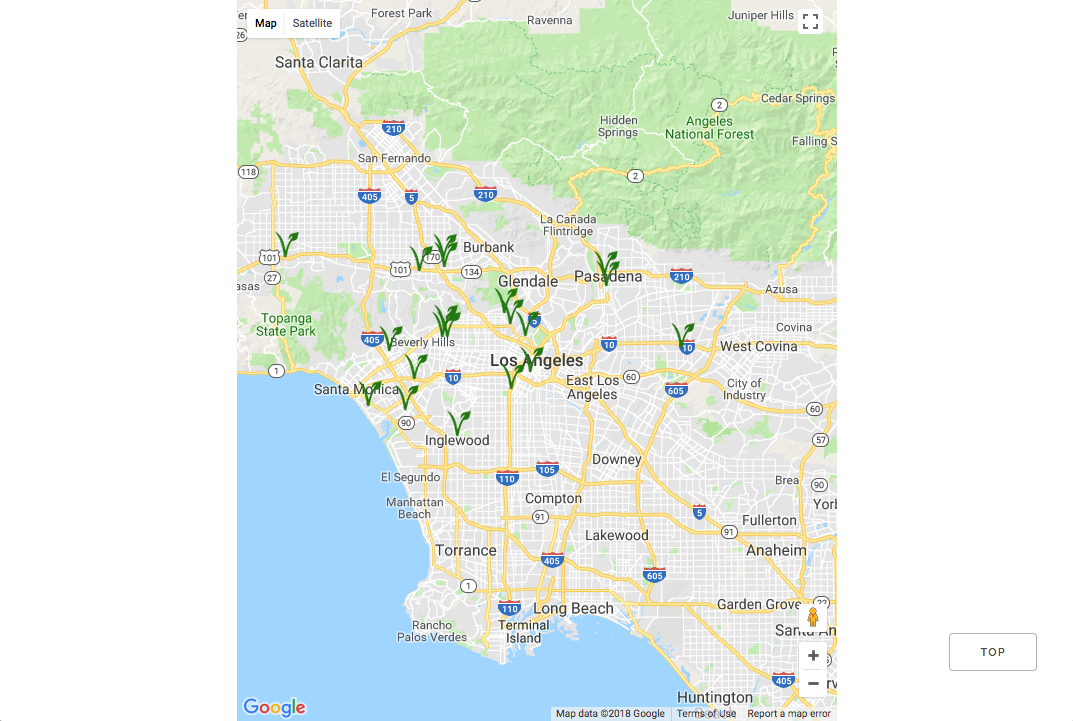 Forest Park
Ravenna
Juniper Hills
Map
Satellite
26
Santa Clarita
2
Cedar Springs
Angeles
National Forest
Hidden
Springs
210
San Fernando
Falling S
118
2
405
5
210
La Cañada
Flintridge
Burbank
101
170
101
134
27
Glendale
Pasadena
210
asas
Azusa
Topanga
State Park
5
Covina
405
Beverly Hills
10
10
West Covina
Los Angeles
1
10
East Los
Angeles
60
City of
Industry
Santa Monica
605
60
90
Inglewood
57
Downey
El Segundo
105
110
Brea
90
Manhattan
Beach
Compton
Yorb
91
5
Fullerton
Lakewood
91
Torrance
Anaheim
405
605
1
110
Long Beach
Garden Grove
22
Rancho
Palos Verdes
Terminal
Island
Santa An
TOP
405
Huntington
Google
Map data ©2018 Google
Terms of Use
Report a map error